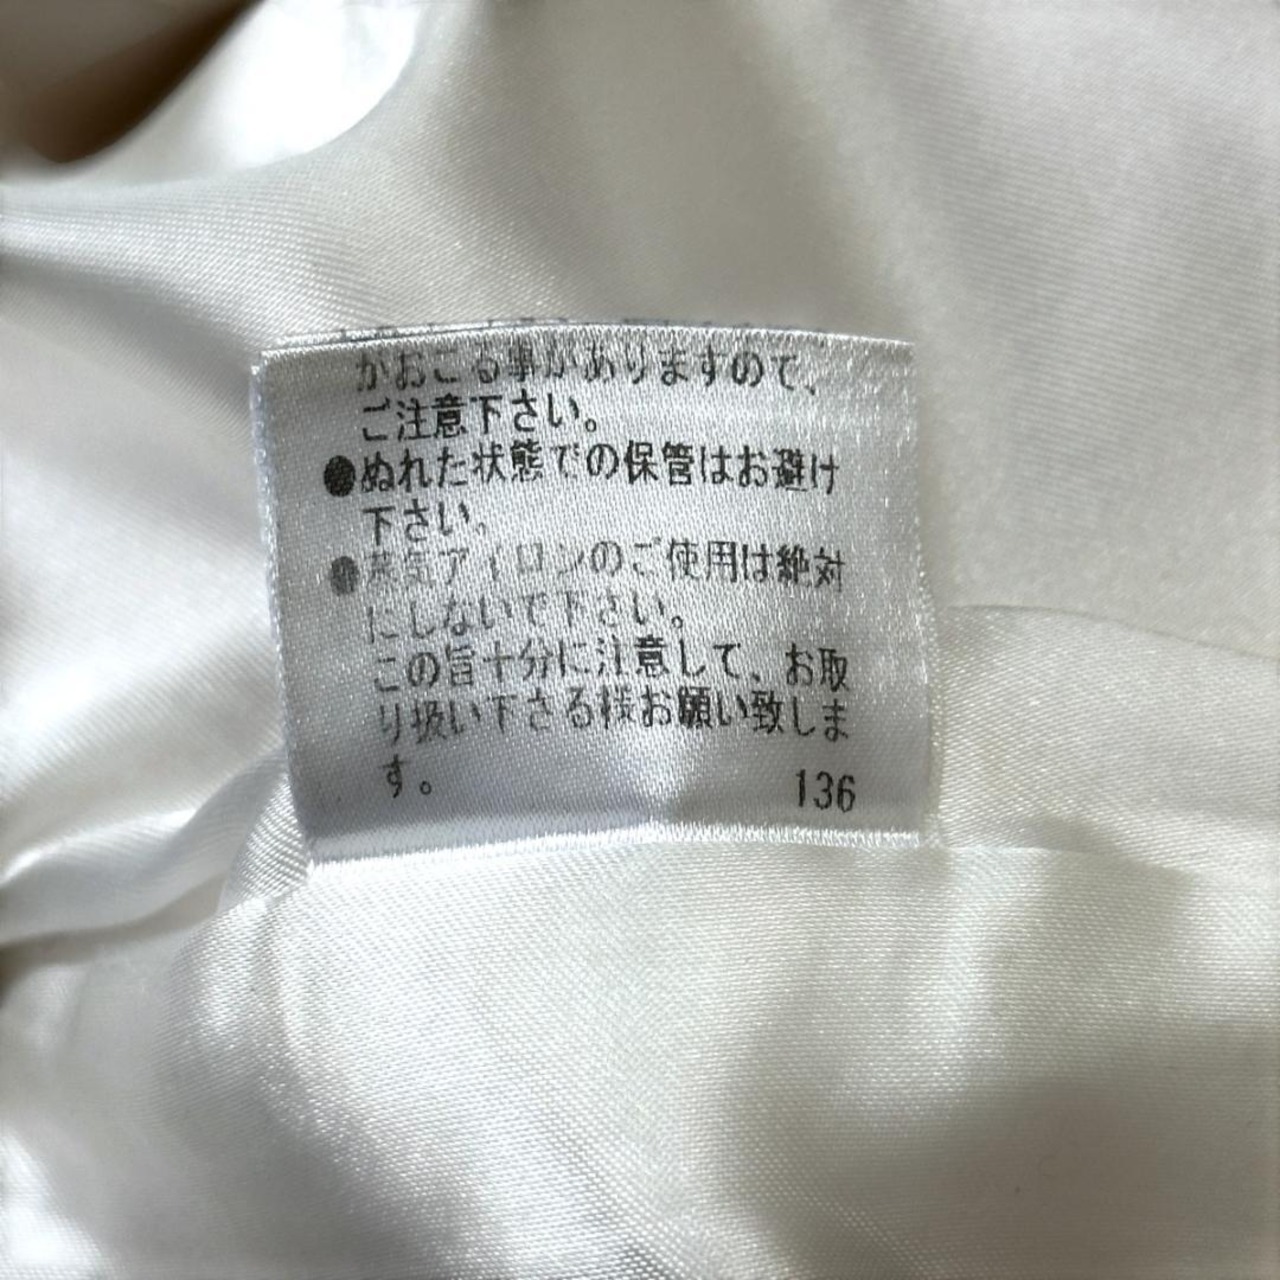 がおこる事がありますので、
ご注意下さい。
●ぬれた状態での保管はお避け
下さい。
●蒸気アイロンのご使用は絶対
にしないで下さい。
この旨十分に注意して、お取
り扱い下さる様お願い致しま
す。 136